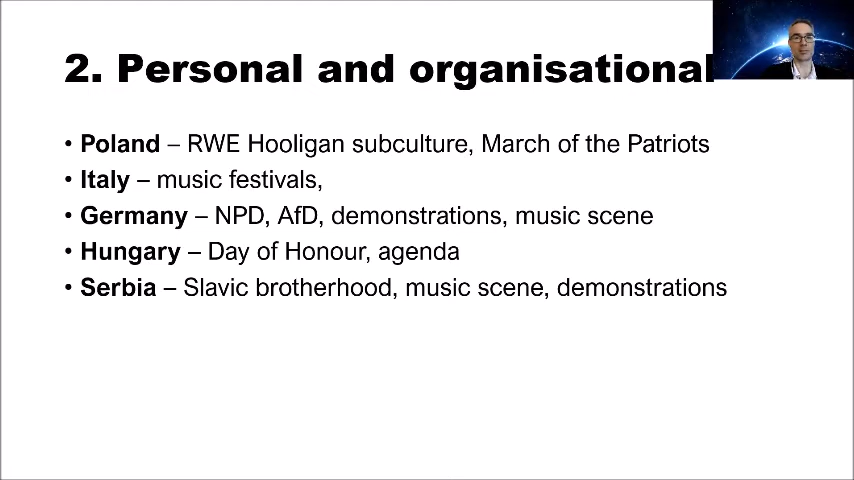 2. Personal and organisational
• Poland – RWE Hooligan subculture, March of the Patriots
• Italy – music festivals,
• Germany – NPD, AfD, demonstrations, music scene
• Hungary – Day of Honour, agenda
• Serbia – Slavic brotherhood, music scene, demonstrations